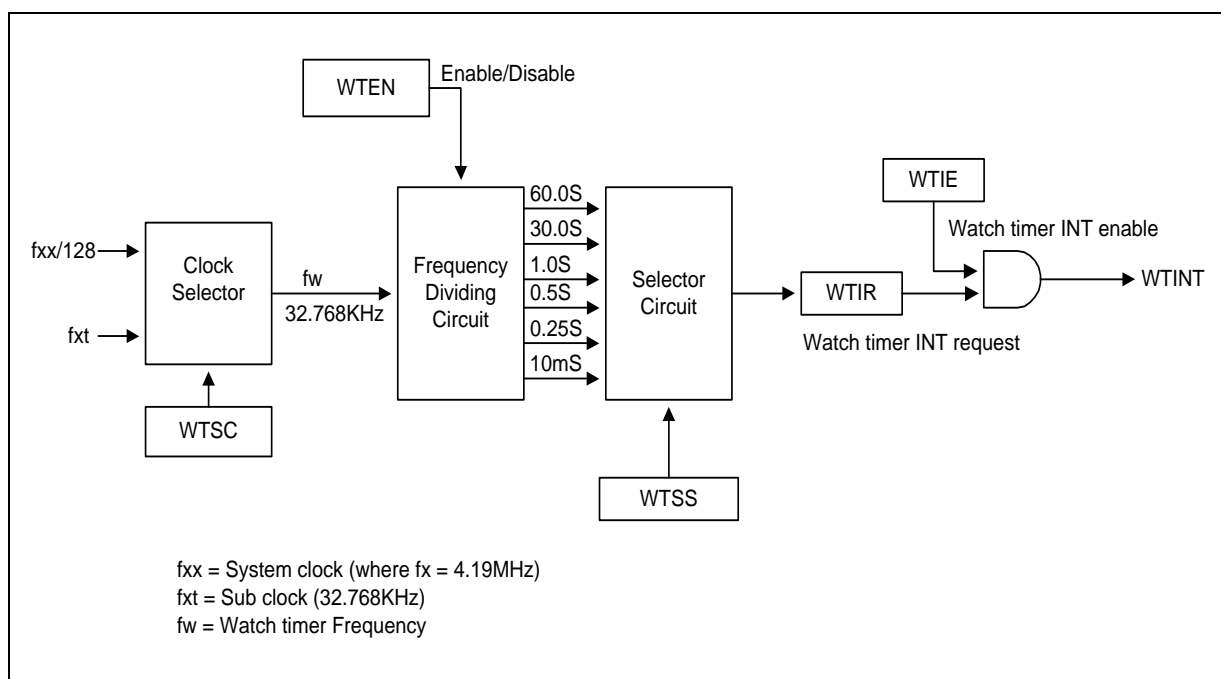 WTEN
Enable/Disable
fxx/128
fxt
Clock
Selector
WTSC
fw
32.768KHz
Frequency
Dividing
Circuit
60.0S
30.0S
1.0S
0.5S
0.25S
10mS
Selector
Circuit
WTSS
WTIE
Watch timer INT enable
WTIR
Watch timer INT request
WTINT
fxx = System clock (where fx = 4.19MHz)
fxt = Sub clock (32.768KHz)
fw = Watch timer Frequency